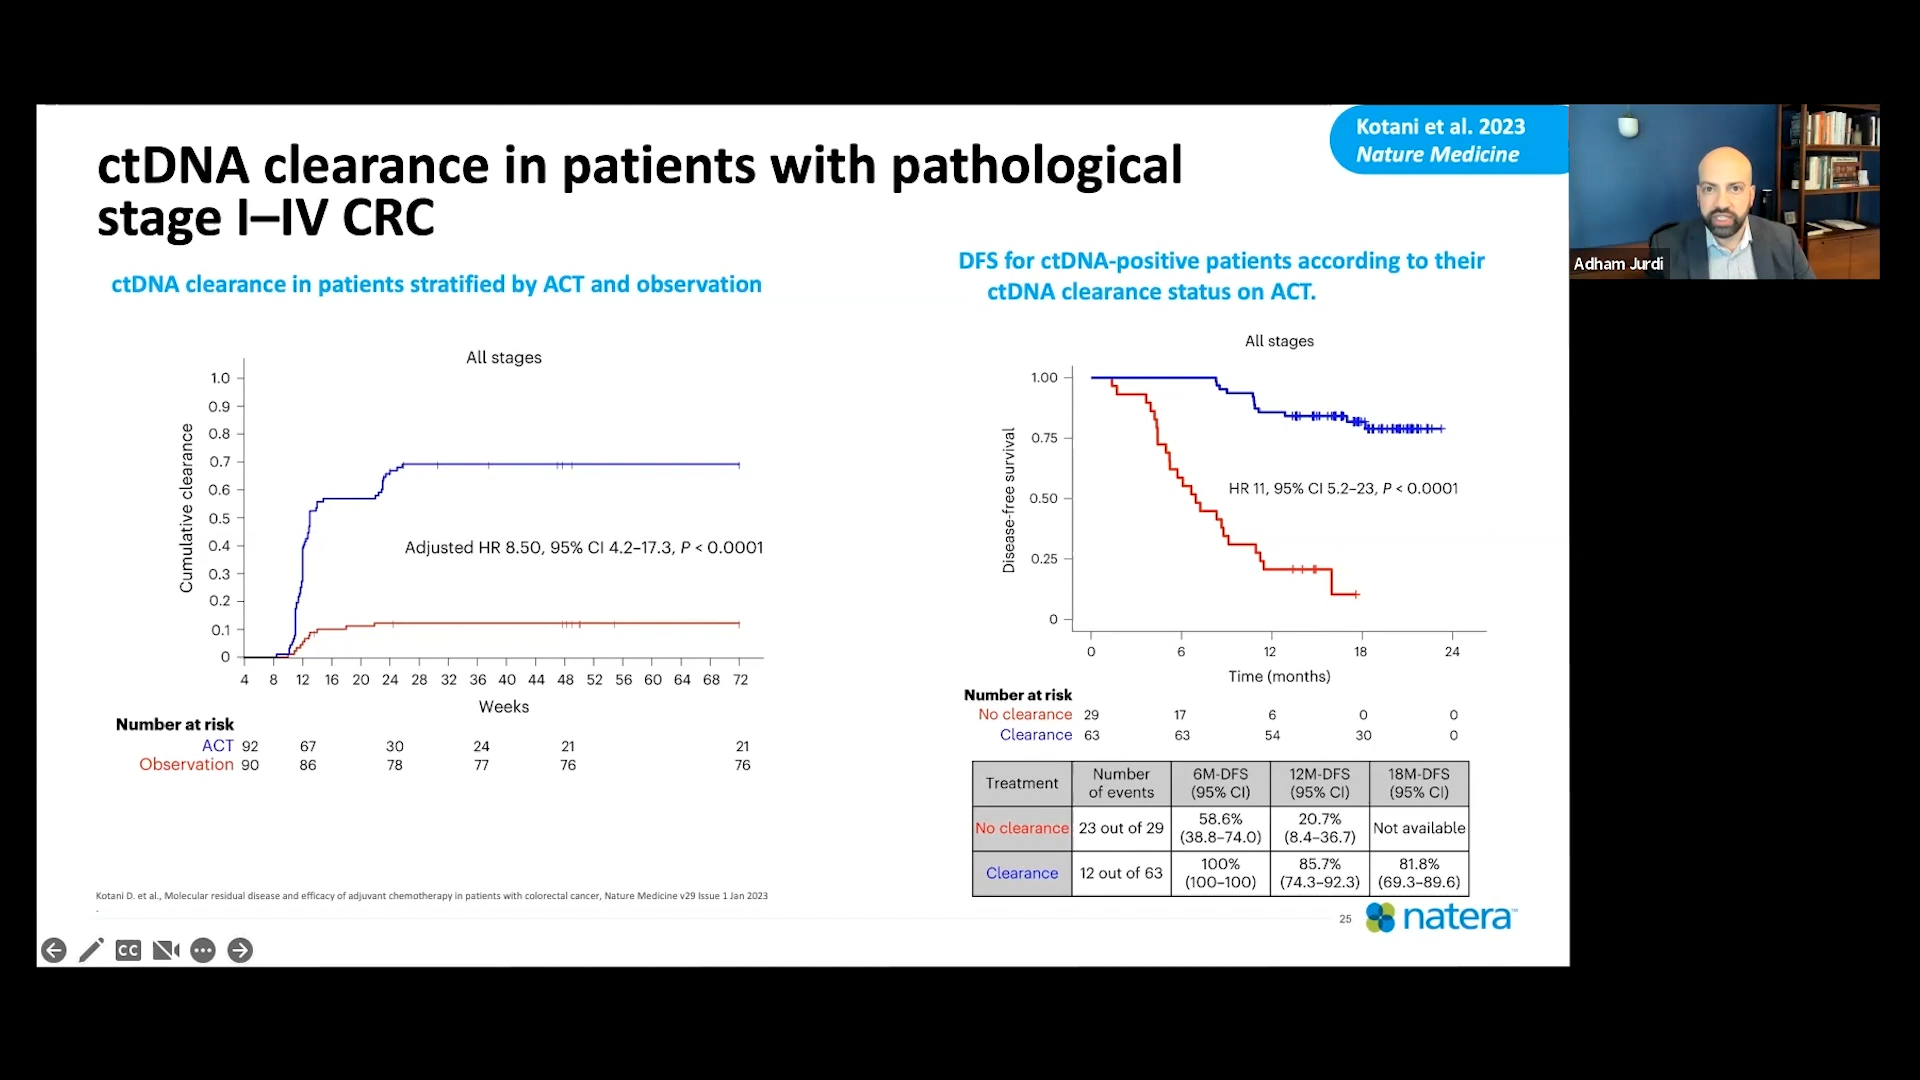 ctDNA clearance in patients with pathological
stage I–IV CRC
Kotani et al. 2023
Nature Medicine
Adham Jurdi
ctDNA clearance in patients stratified by ACT and observation
All stages
Cumulative clearance
1.0
0.9
0.8
0.7
0.6
0.5
0.4
0.3
0.2
0.1
0
Adjusted HR 8.50, 95% CI 4.2–17.3, P < 0.0001
4 8 12 16 20 24 28 32 36 40 44 48 52 56 60 64 68 72
Weeks
Number at risk
ACT 92 67 30 24 21 21
Observation 90 86 78 77 76 76
DFS for ctDNA-positive patients according to their
ctDNA clearance status on ACT.
All stages
Disease-free survival
1.00
0.75
0.50
0.25
0
HR 11, 95% CI 5.2–23, P < 0.0001
0 6 12 18 24
Time (months)
Number at risk
No clearance 29 17 6 0 0
Clearance 63 63 54 30 0
Treatment Number of events 6M-DFS (95% CI) 12M-DFS (95% CI) 18M-DFS (95% CI)
No clearance 23 out of 29 58.6% (38.8–74.0) 20.7% (8.4–36.7) Not available
Clearance 12 out of 63 100% (100–100) 85.7% (74.3–92.3) 81.8% (69.3–89.6)
Kotani D. et al., Molecular residual disease and efficacy of adjuvant chemotherapy in patients with colorectal cancer, Nature Medicine v29 Issue 1 Jan 2023
.
25
natera™
CC